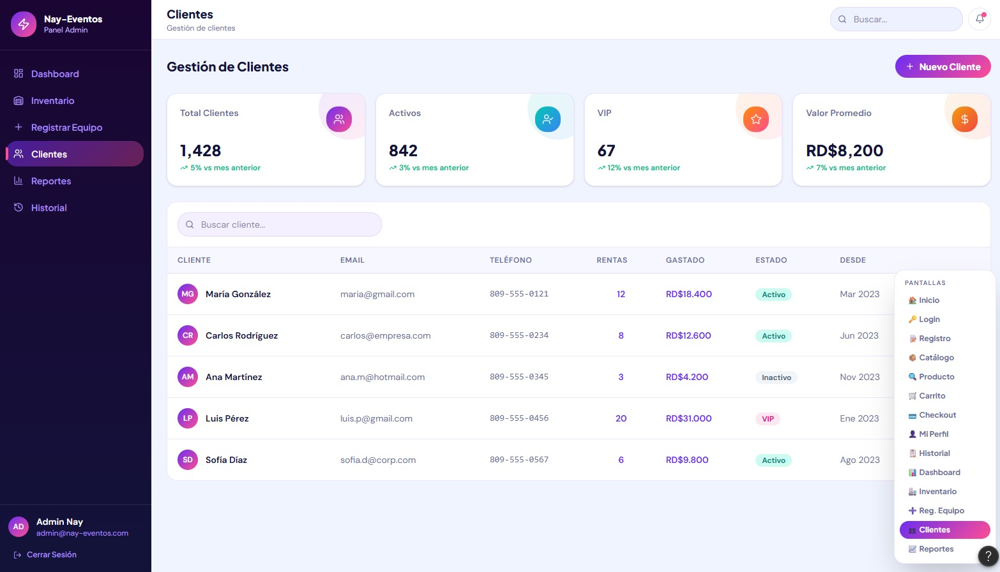 Nay-Eventos
Panel Admin
Dashboard
Inventario
Registrar Equipo
Clientes
Reportes
Historial
AD
Admin Nay
admin@nay-eventos.com
Cerrar Sesión
Clientes
Gestión de clientes
Buscar...
Gestión de Clientes
+ Nuevo Cliente
Total Clientes
1,428
5% vs mes anterior
Activos
842
3% vs mes anterior
VIP
67
12% vs mes anterior
Valor Promedio
RD$8,200
7% vs mes anterior
Buscar cliente...
CLIENTE EMAIL TELÉFONO RENTAS GASTADO ESTADO DESDE
MG María González maria@gmail.com 809-555-0121 12 RD$18.400 Activo Mar 2023
CR Carlos Rodríguez carlos@empresa.com 809-555-0234 8 RD$12.600 Activo Jun 2023
AM Ana Martínez ana.m@hotmail.com 809-555-0345 3 RD$4.200 Inactivo Nov 2023
LP Luis Pérez luis.p@gmail.com 809-555-0456 20 RD$31.000 VIP Ene 2023
SD Sofía Díaz sofia.d@corp.com 809-555-0567 6 RD$9.800 Activo Ago 2023
PANTALLAS
Inicio
Login
Registro
Catálogo
Producto
Carrito
Checkout
Mi Perfil
Historial
Dashboard
Inventario
Reg. Equipo
Clientes
Reportes
?